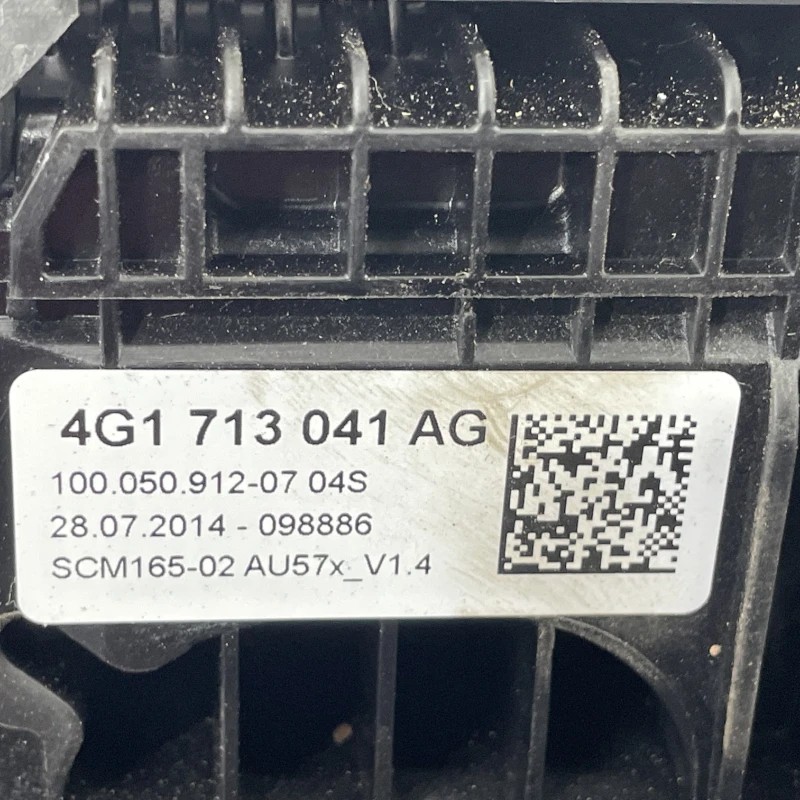 4G1 713 041 AG
100.050.912-07 04S
28.07.2014 - 098886
SCM165-02 AU57x_V1.4